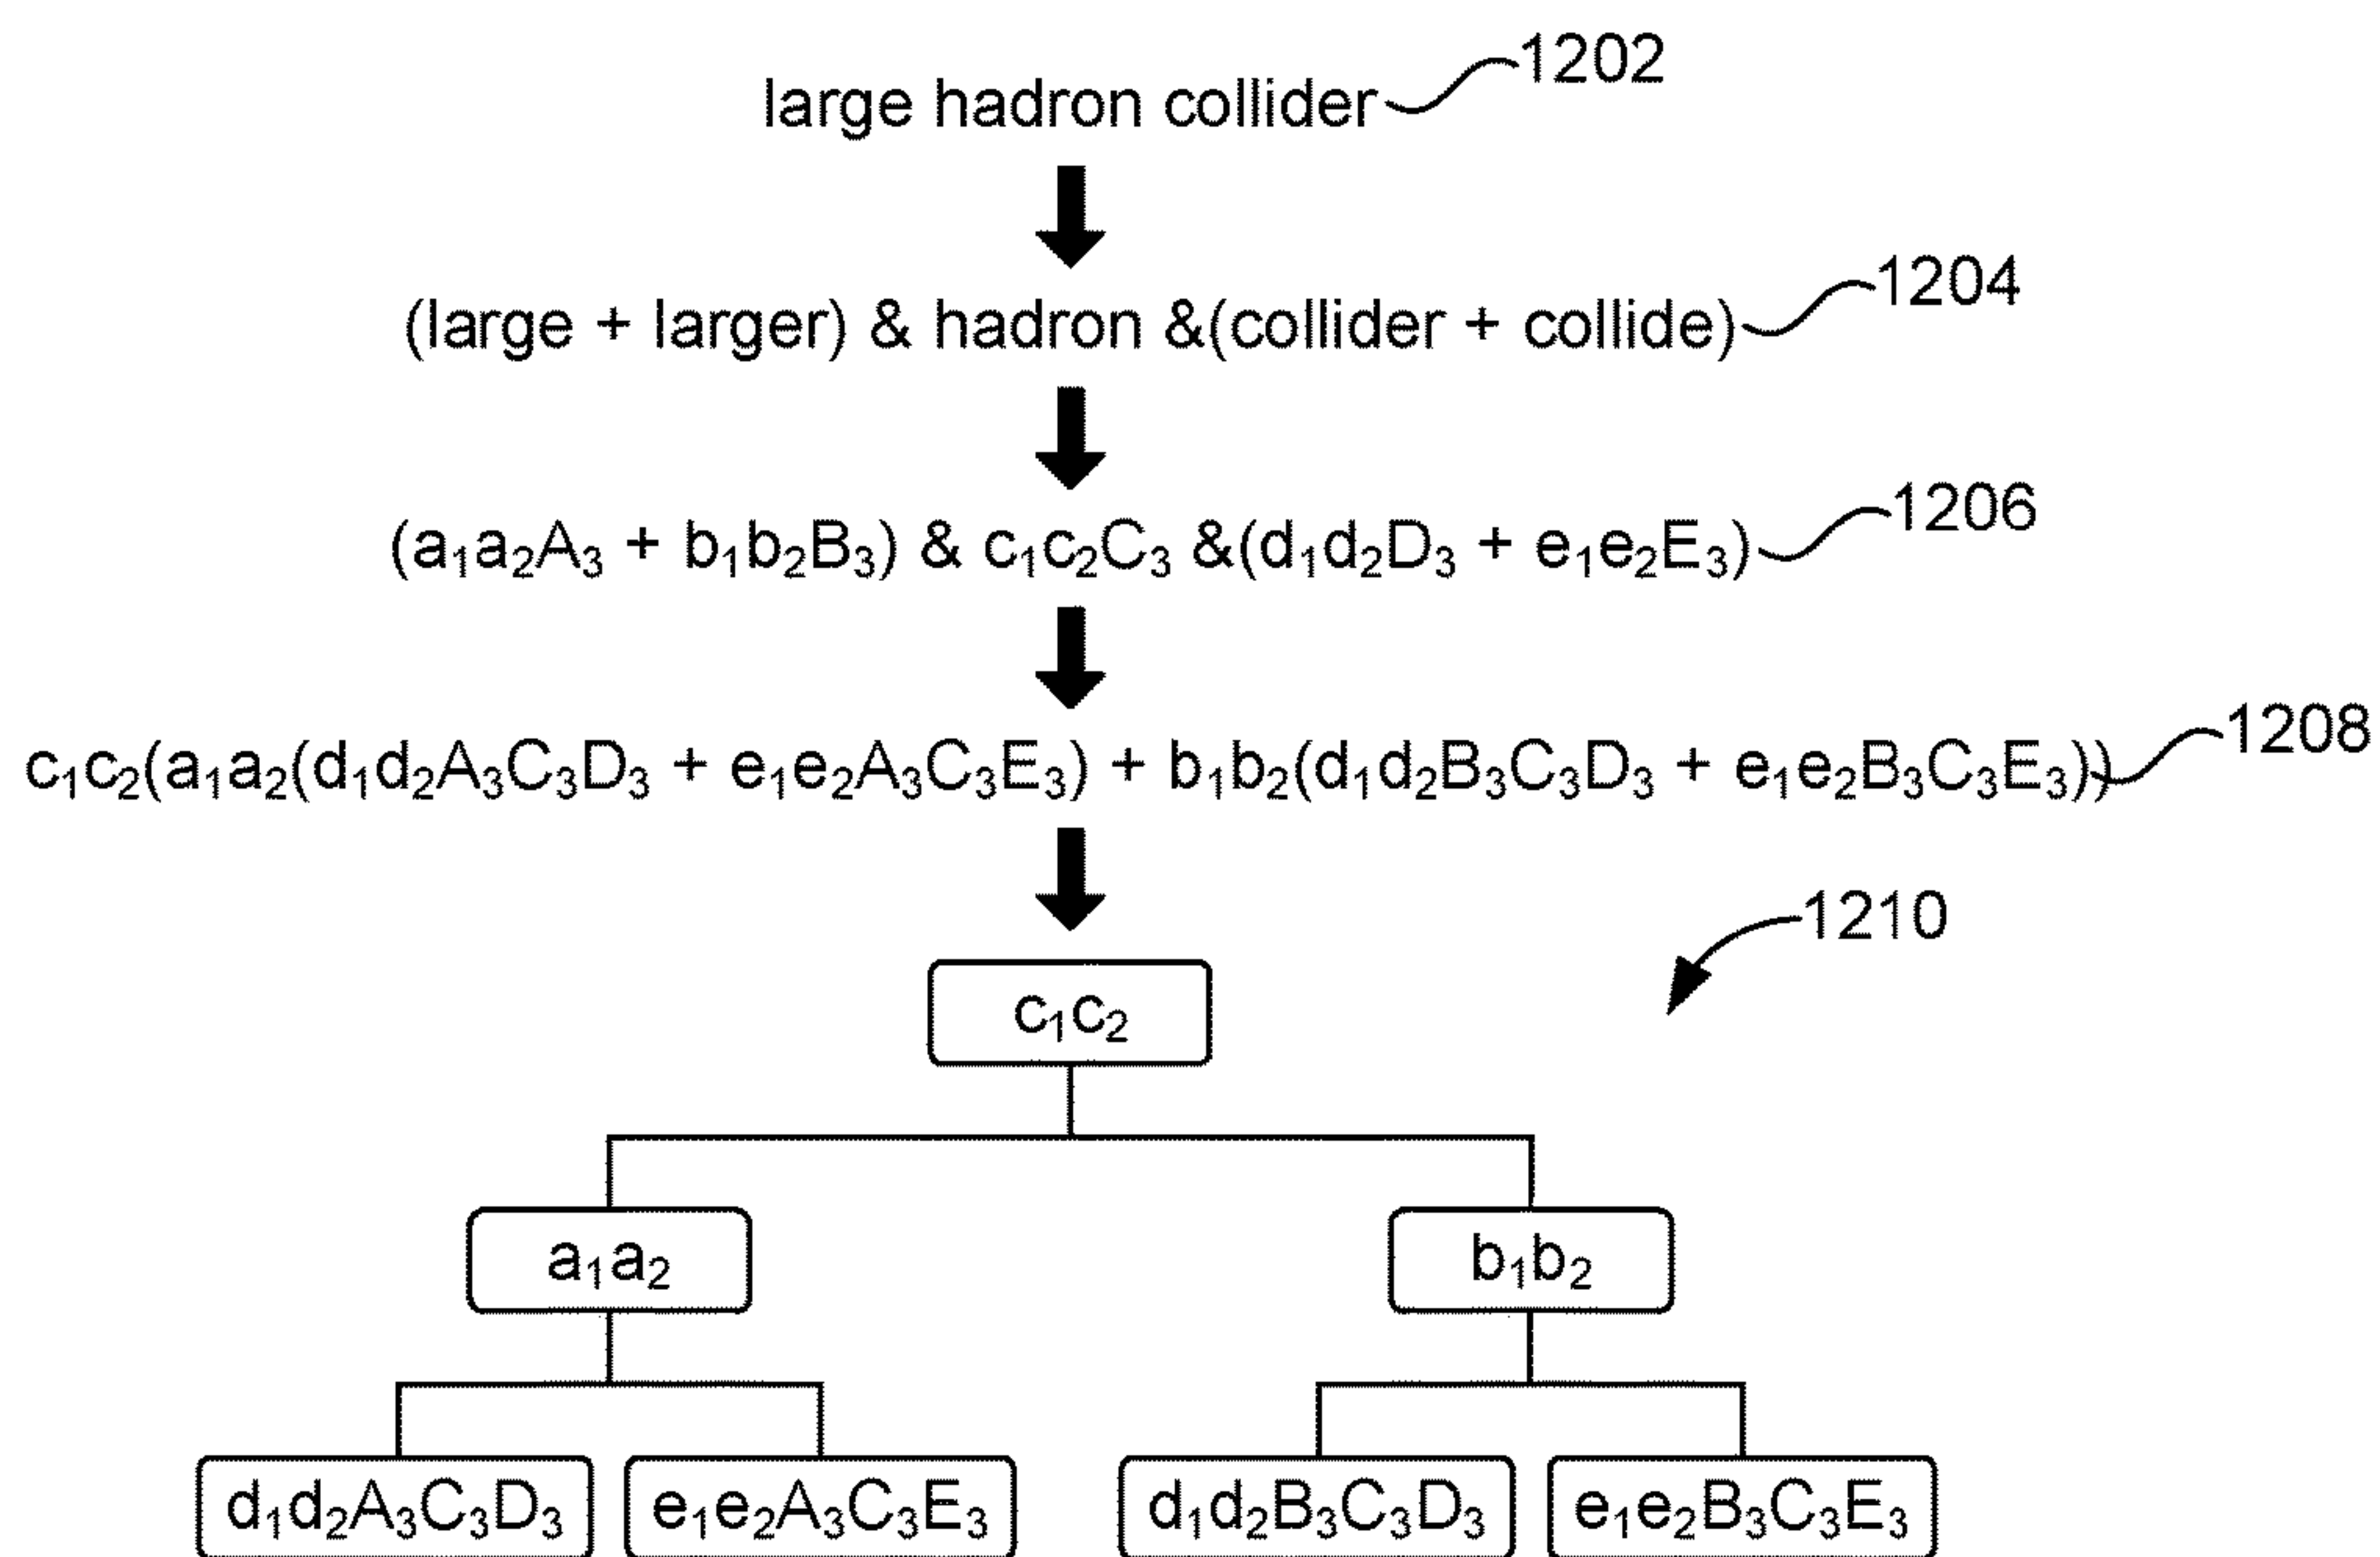 large hadron collider 1202
(large + larger) & hadron &(collider + collide) 1204
(a₁a₂A₃ + b₁b₂B₃) & c₁c₂C₃ &(d₁d₂D₃ + e₁e₂E₃) 1206
c₁c₂(a₁a₂(d₁d₂A₃C₃D₃ + e₁e₂A₃C₃E₃) + b₁b₂(d₁d₂B₃C₃D₃ + e₁e₂B₃C₃E₃)) 1208
1210
c₁c₂
a₁a₂ b₁b₂
d₁d₂A₃C₃D₃ e₁e₂A₃C₃E₃ d₁d₂B₃C₃D₃ e₁e₂B₃C₃E₃